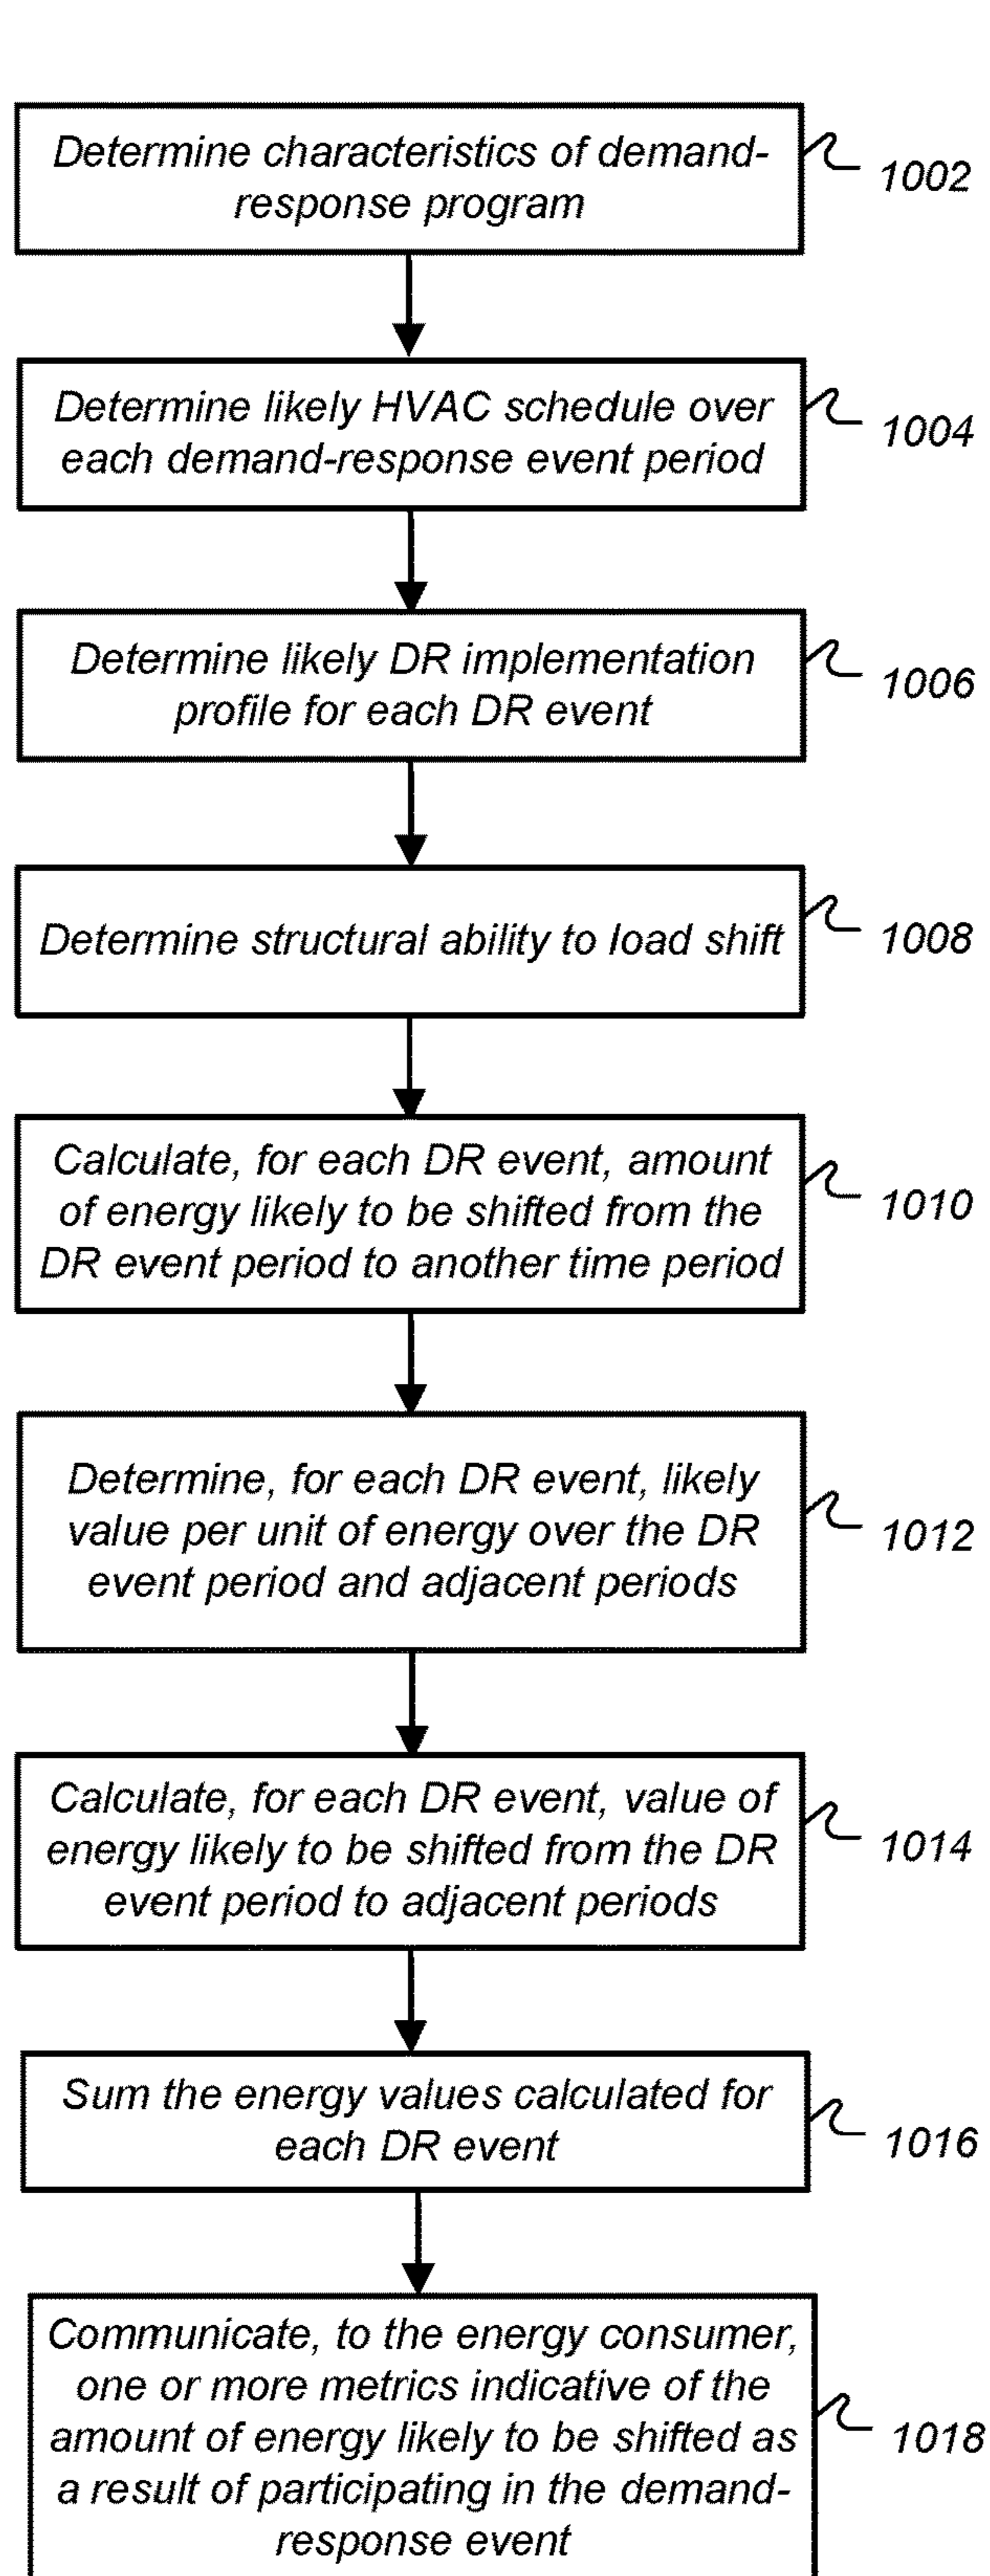 Determine characteristics of demand-
response program
1002
Determine likely HVAC schedule over
each demand-response event period
1004
Determine likely DR implementation
profile for each DR event
1006
Determine structural ability to load shift
1008
Calculate, for each DR event, amount
of energy likely to be shifted from the
DR event period to another time period
1010
Determine, for each DR event, likely
value per unit of energy over the DR
event period and adjacent periods
1012
Calculate, for each DR event, value of
energy likely to be shifted from the DR
event period to adjacent periods
1014
Sum the energy values calculated for
each DR event
1016
Communicate, to the energy consumer,
one or more metrics indicative of the
amount of energy likely to be shifted as
a result of participating in the demand-
response event
1018